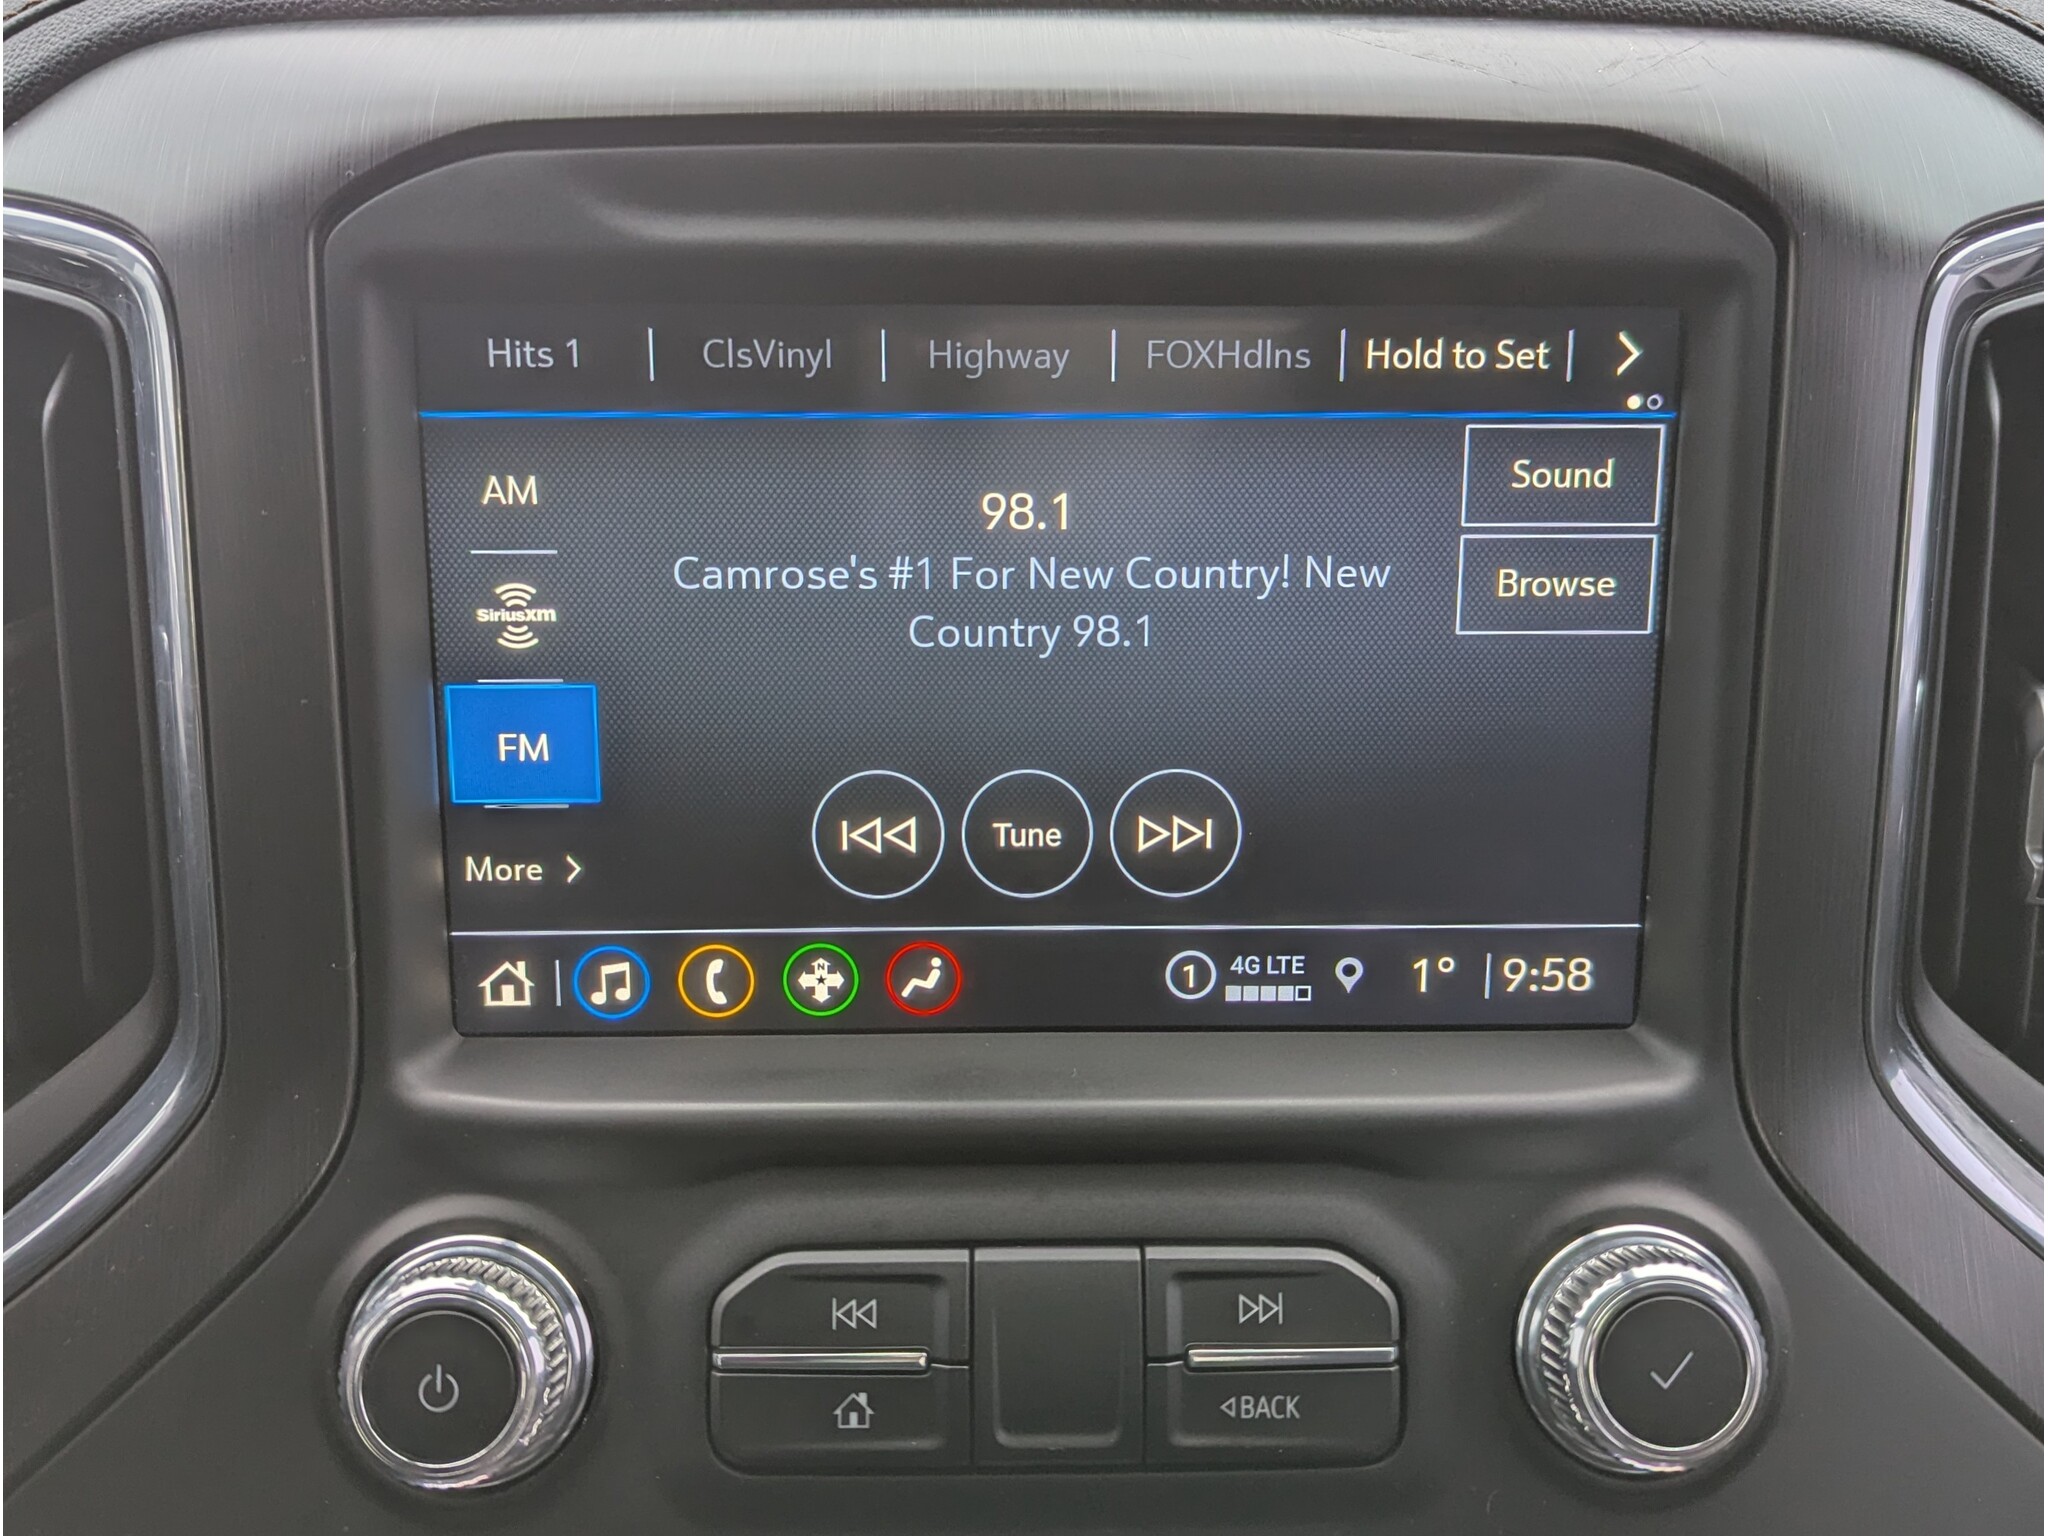 Hits 1 | ClsVinyl | Highway | FOXHdlns | Hold to Set |
AM
Sound
98.1
Browse
Camrose's #1 For New Country! New
Country 98.1
SiriusXM
FM
More
Tune
N
1
4G LTE
1° | 9:58
BACK